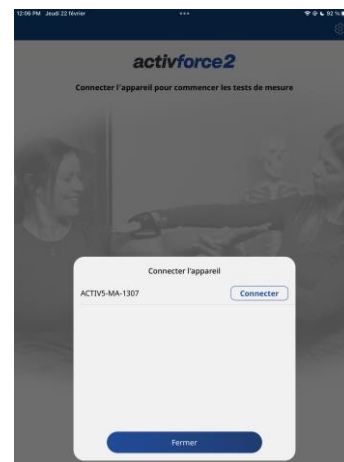 12:06 PM Jeudi 22 février
92 %
activforce2
Connecter l'appareil pour commencer les tests de mesure
Connecter l'appareil
ACTIV5-MA-1307
Connecter
Fermer